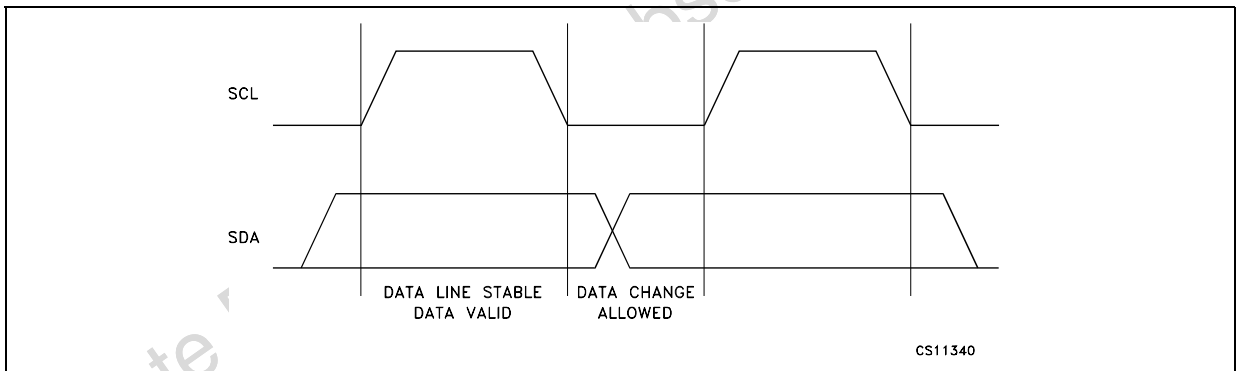 SCL
SDA
DATA LINE STABLE
DATA VALID
DATA CHANGE
ALLOWED
CS11340